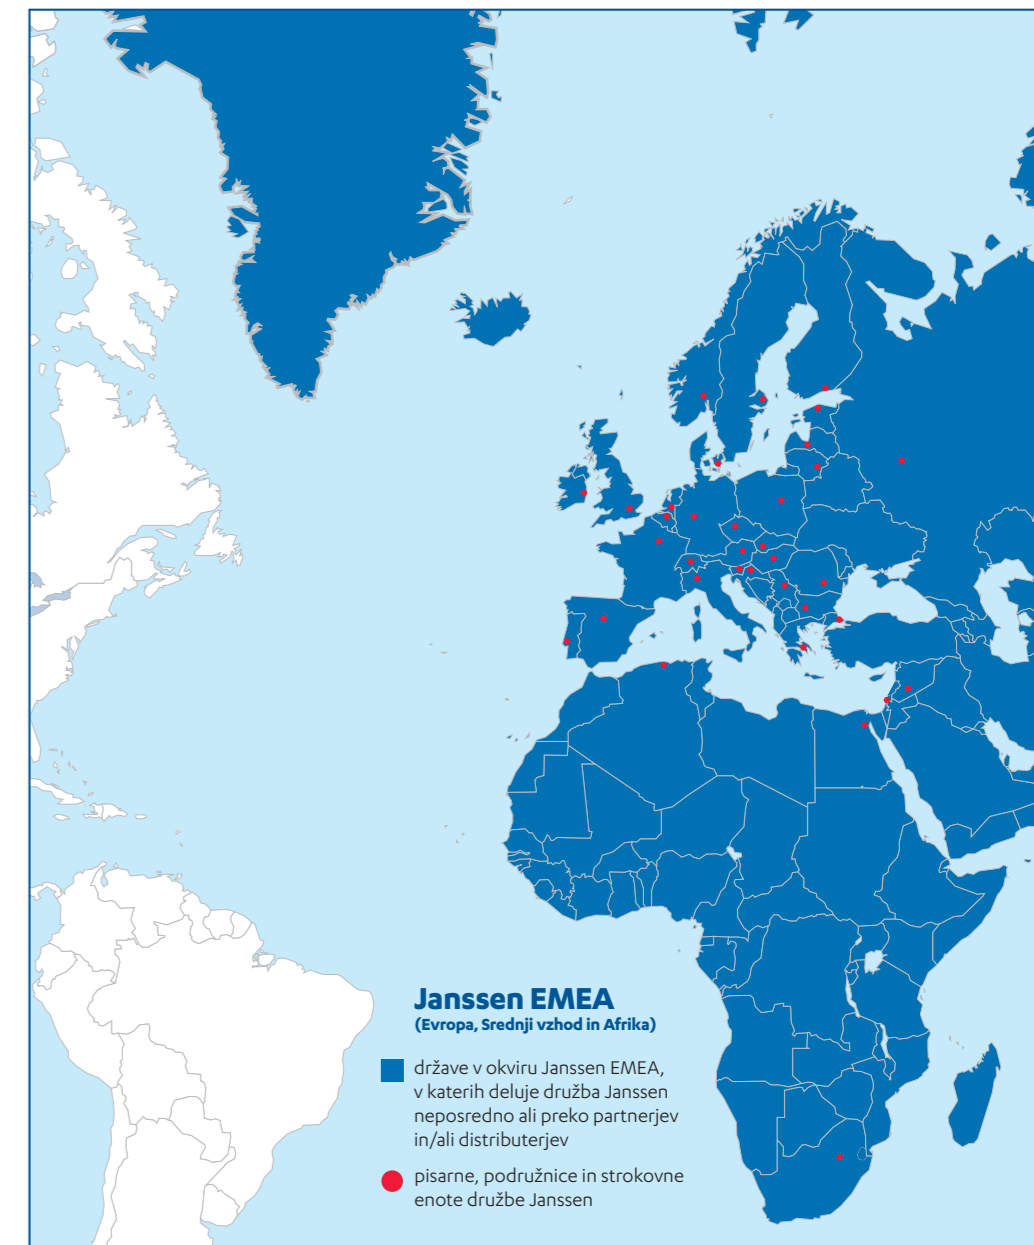 Janssen EMEA
(Evropa, Srednji vzhod in Afrika)
države v okviru Janssen EMEA,
v katerih deluje družba Janssen
neposredno ali preko partnerjev
in/ali distributerjev
pisarne, podružnice in strokovne
enote družbe Janssen